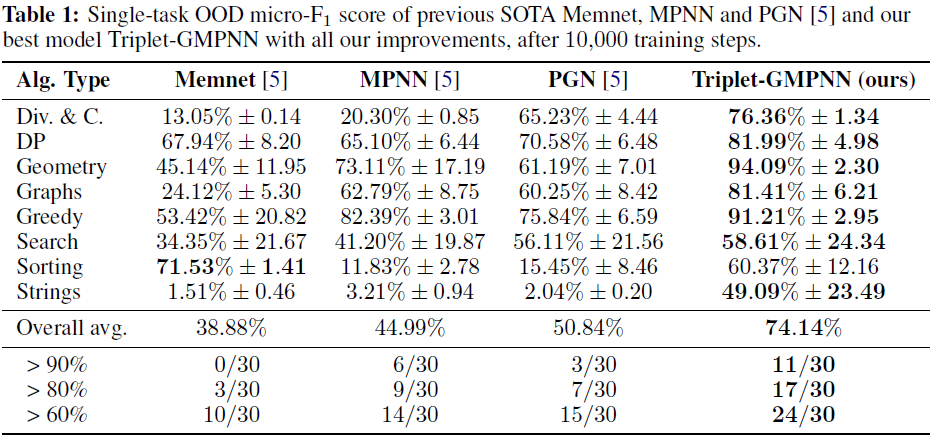 Table 1: Single-task OOD micro-F₁ score of previous SOTA Memnet, MPNN and PGN [5] and our
best model Triplet-GMPNN with all our improvements, after 10,000 training steps.
Alg. Type Memnet [5] MPNN [5] PGN [5] Triplet-GMPNN (ours)
Div. & C. 13.05% ± 0.14 20.30% ± 0.85 65.23% ± 4.44 76.36% ± 1.34
DP 67.94% ± 8.20 65.10% ± 6.44 70.58% ± 6.48 81.99% ± 4.98
Geometry 45.14% ± 11.95 73.11% ± 17.19 61.19% ± 7.01 94.09% ± 2.30
Graphs 24.12% ± 5.30 62.79% ± 8.75 60.25% ± 8.42 81.41% ± 6.21
Greedy 53.42% ± 20.82 82.39% ± 3.01 75.84% ± 6.59 91.21% ± 2.95
Search 34.35% ± 21.67 41.20% ± 19.87 56.11% ± 21.56 58.61% ± 24.34
Sorting 71.53% ± 1.41 11.83% ± 2.78 15.45% ± 8.46 60.37% ± 12.16
Strings 1.51% ± 0.46 3.21% ± 0.94 2.04% ± 0.20 49.09% ± 23.49
Overall avg. 38.88% 44.99% 50.84% 74.14%
> 90% 0/30 6/30 3/30 11/30
> 80% 3/30 9/30 7/30 17/30
> 60% 10/30 14/30 15/30 24/30